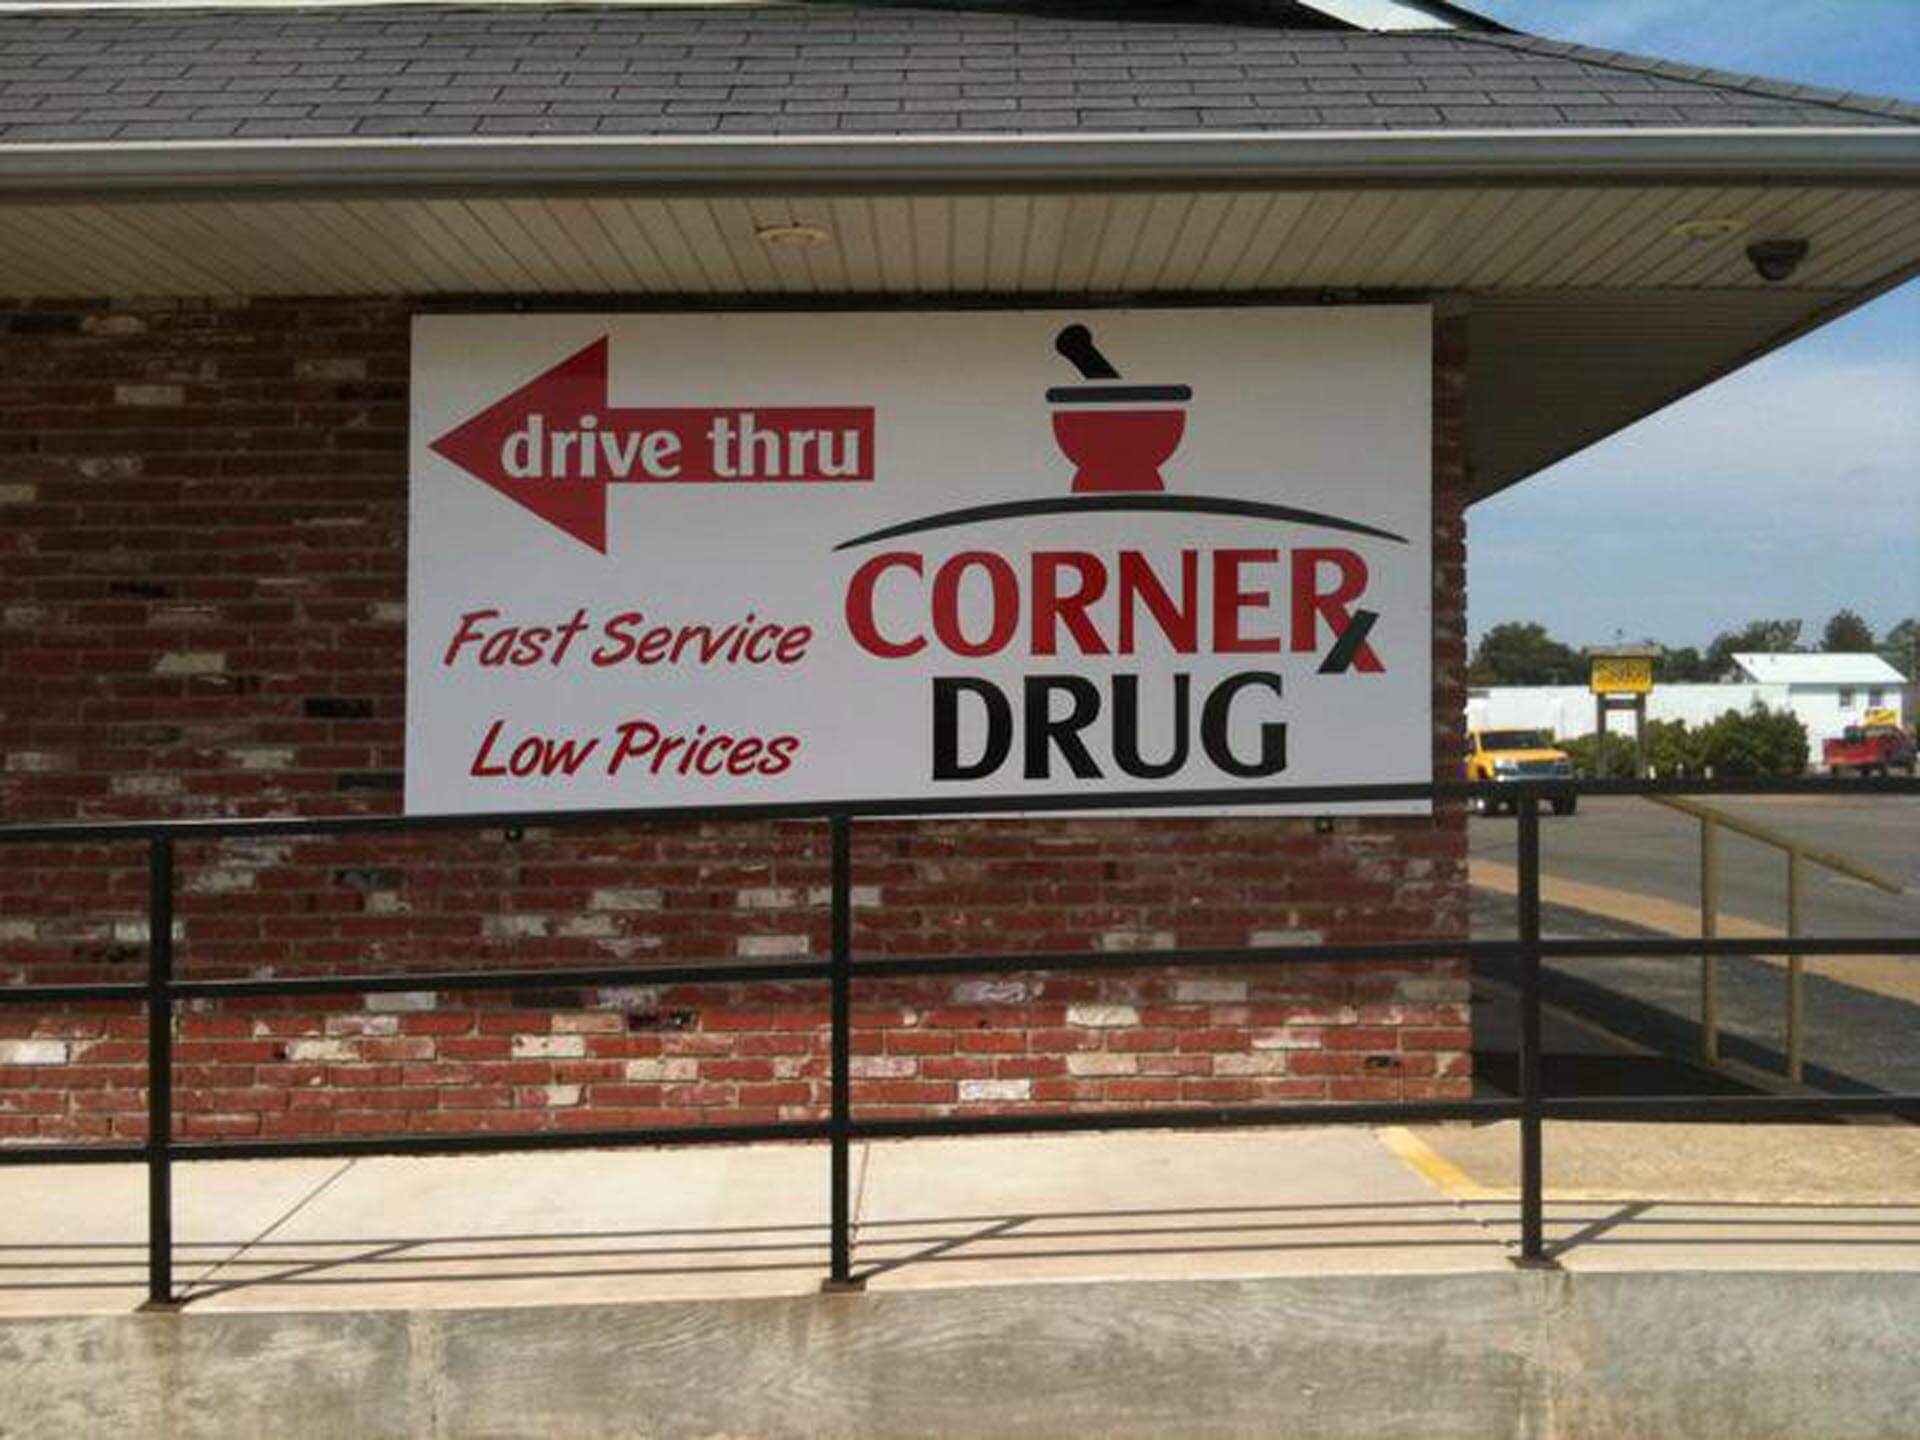 drive thru
Fast Service
Low Prices
CORNER
DRUG